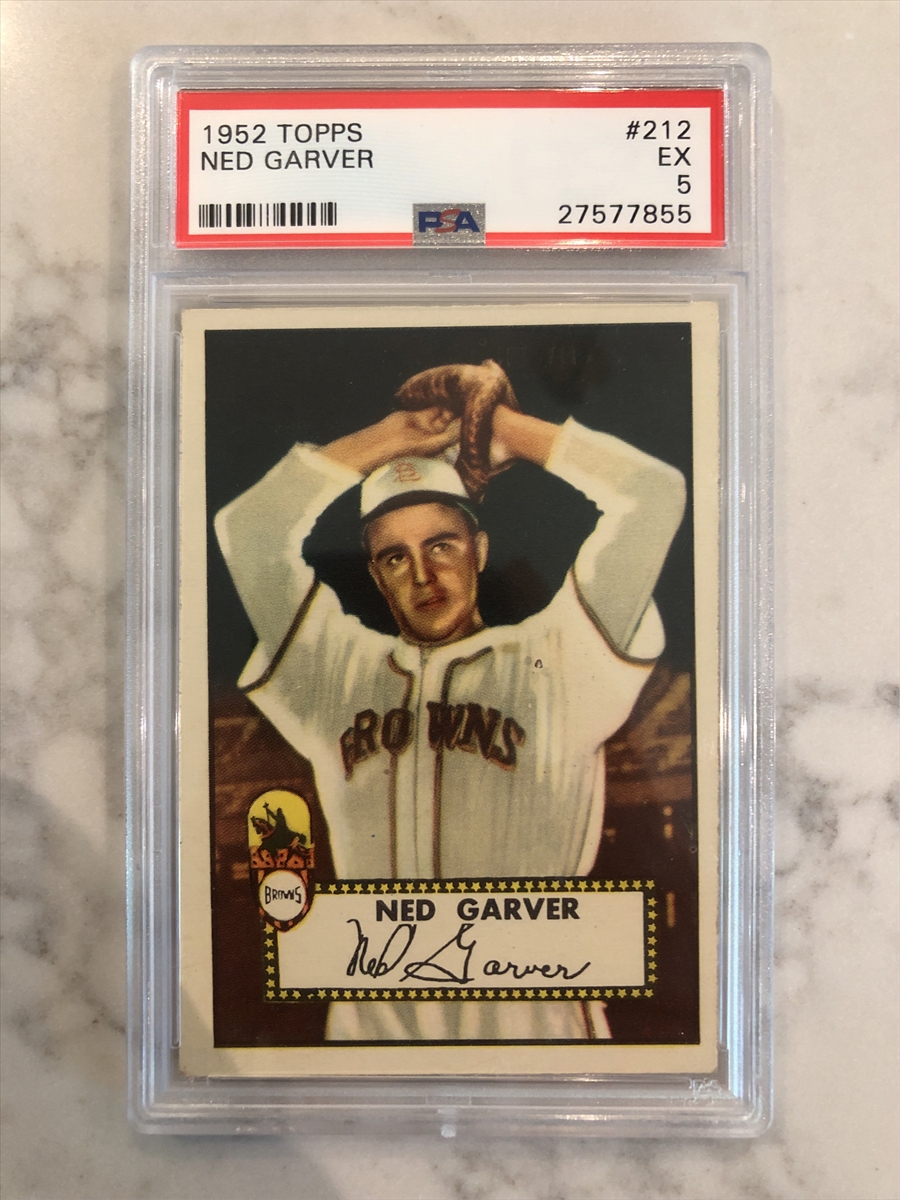 1952 TOPPS #212
NED GARVER EX
5
27577855
PSA
BROWNS
BROWNS
NED GARVER
Ned Garver